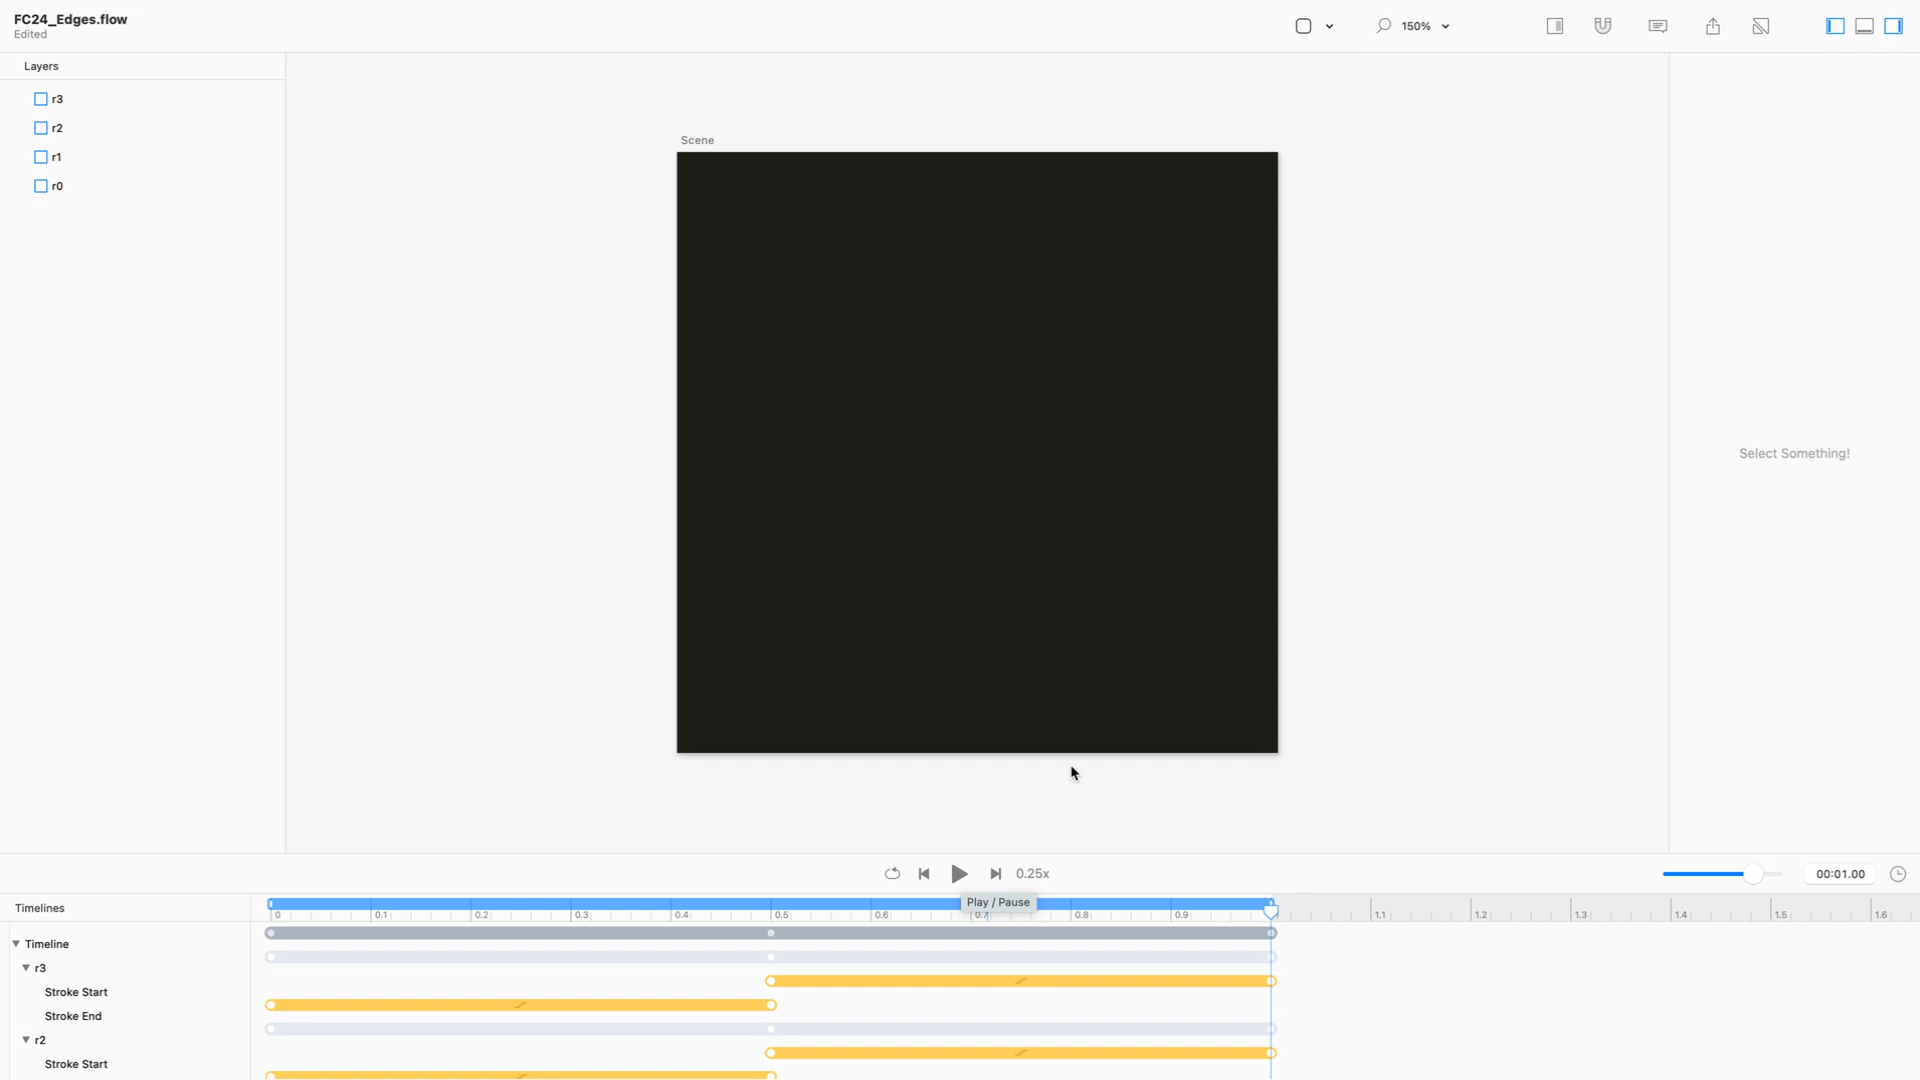 FC24_Edges.flow
Edited
150%
Layers
r3
r2
r1
r0
Scene
Select Something!
0.25x
00:01.00
Timelines
Play / Pause
0 0.1 0.2 0.3 0.4 0.5 0.6 0.7 0.8 0.9 1.1 1.2 1.3 1.4 1.5 1.6
Timeline
r3
Stroke Start
Stroke End
r2
Stroke Start